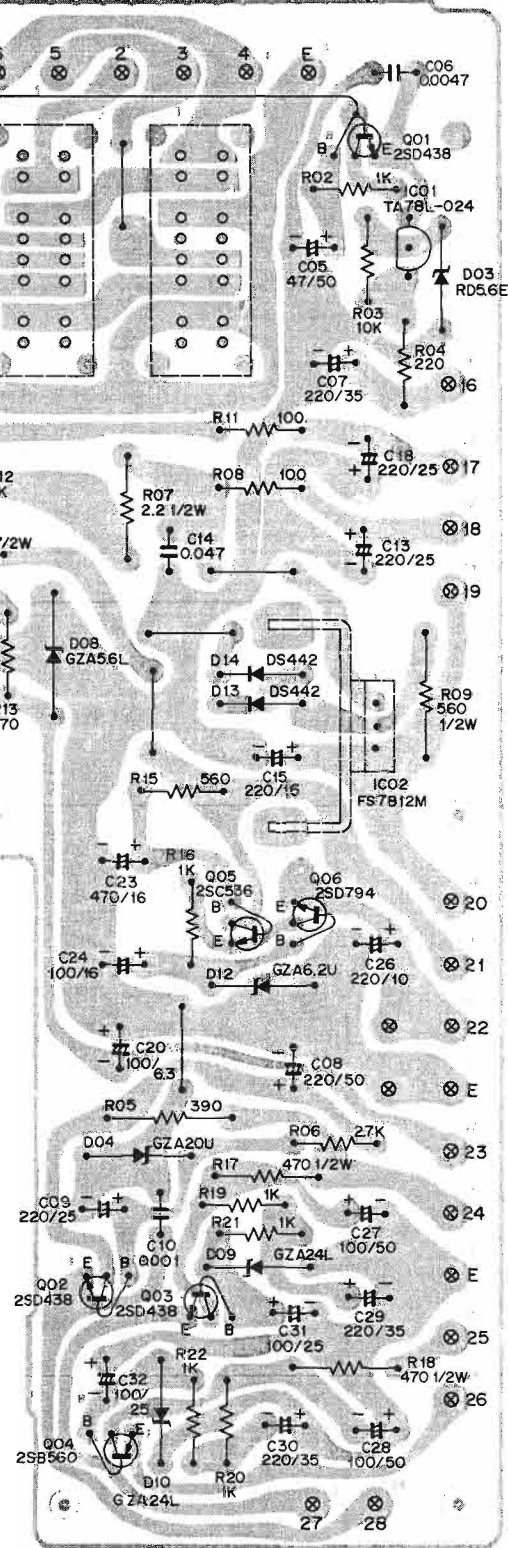 5 2 3 4 E
C06
0.0047
Q01
2SD438
B E
R02 1K
IC01
TA78L-024
C05
47/50
D03
RD5.6E
R03
10K
R04
220
C07
220/35
16
R11 100
C18
220/25
17
R08 100
R07
2.2 1/2W
18
C14
0.047
C13
220/25
1/2W
19
D08
GZA5.6L
D14 DS442
D13 DS442
R09
560
1/2W
C15
220/16
IC02
FS7812M
R15 560
R16
1K
C23
470/16
Q05
2SC536
Q06
2SD794
B E
20
E B
C24
100/16
C26
220/10
21
D12 GZA6.2U
22
C20
100/
6.3
C08
220/50
E
R05 390
R06 2.7K
D04 GZA20U
23
R17 470 1/2W
R19 1K
C09
220/25
C10
0.001
R21 1K
C27
100/50
24
D09 GZA24L
E
E B
Q02
2SD438
Q03
2SD438
E B
C29
220/35
C31
100/25
25
R22
1K
R18
470 1/2W
C32
100/
25
26
B E
Q04
2SB560
C30
220/35
C28
100/50
D10
GZA24L
R20
1K
27 28